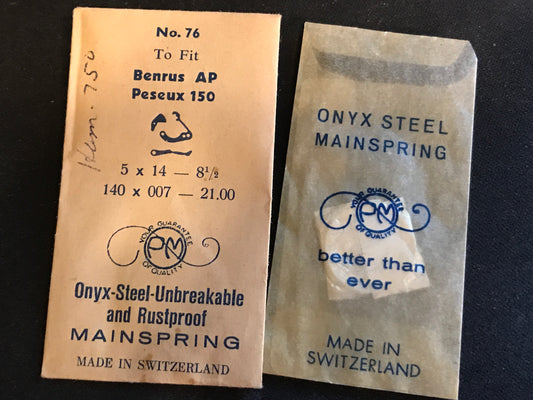 No. 76
To Fit
Benrus AP
Peseux 150
5 x 14 — 8½
140 x 007 — 21.00
YOUR GUARANTEE
PM
OF QUALITY
Onyx-Steel-Unbreakable
and Rustproof
MAINSPRING
MADE IN SWITZERLAND
750
ONYX STEEL
MAINSPRING
YOUR GUARANTEE
PM
OF QUALITY
better than
ever
MADE IN
SWITZERLAND